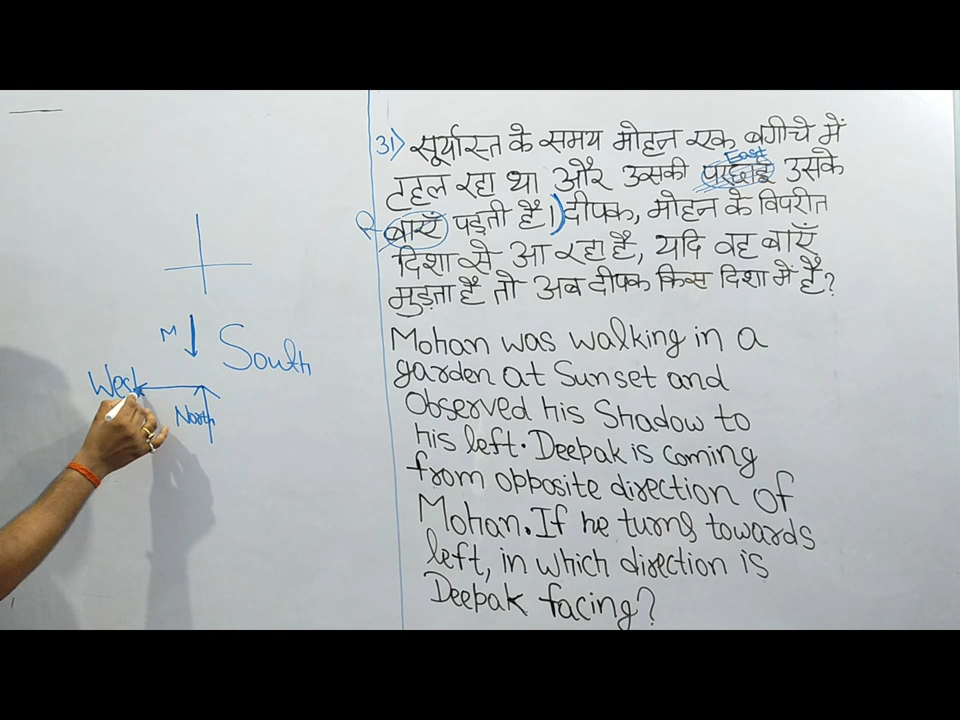 31) सूर्यास्त के समय मोहन एक बगीचे में
East
टहल रहा था और उसकी परछाई उसके
R
बाएँ पड़ती है।) दीपक, मोहन के विपरीत
दिशा से आ रहा है, यदि वह बाएँ
मुड़ता है तो अब दीपक किस दिशा में है?
Mohan was walking in a
garden at Sunset and
Observed his Shadow to
his left. Deepak is coming
from opposite direction of
Mohan. If he turns towards
left, in which direction is
Deepak facing?
M
South
West
North